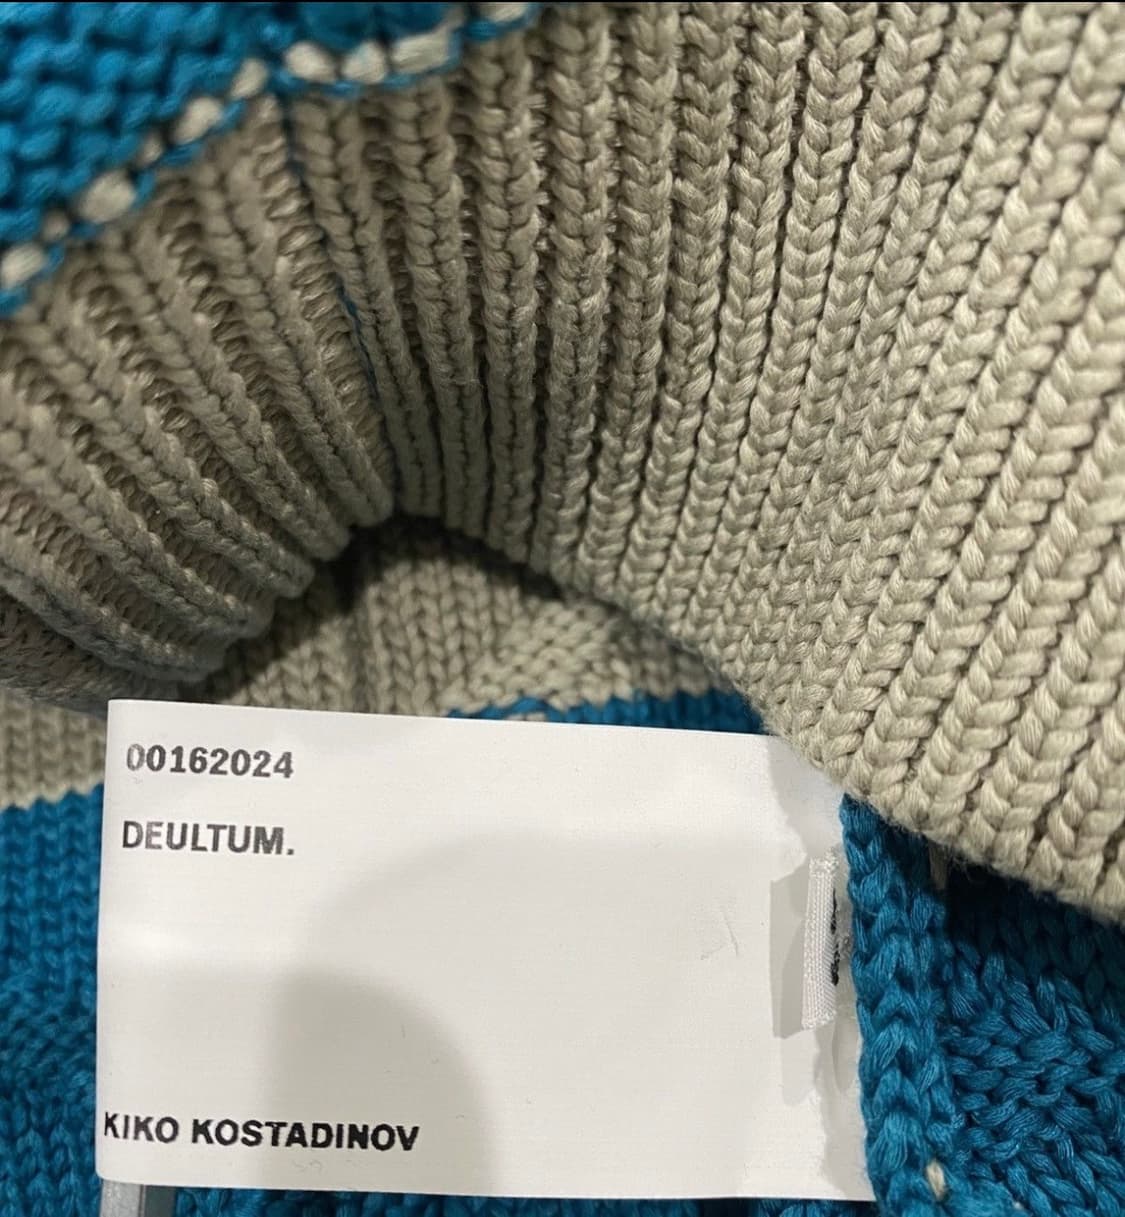 00162024
DEULTUM.
KIKO KOSTADINOV